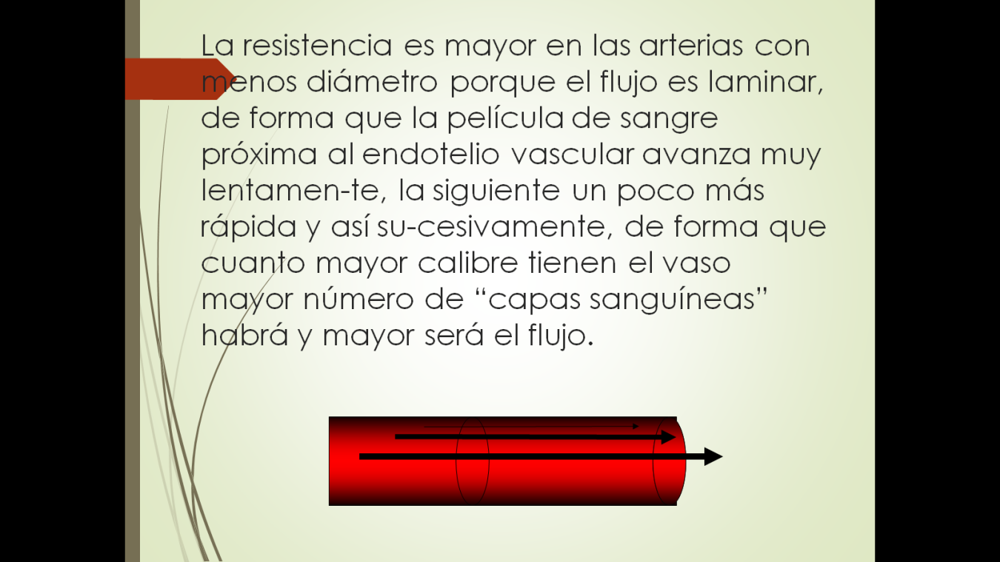 La resistencia es mayor en las arterias con
menos diámetro porque el flujo es laminar,
de forma que la película de sangre
próxima al endotelio vascular avanza muy
lentamen-te, la siguiente un poco más
rápida y así su-cesivamente, de forma que
cuanto mayor calibre tienen el vaso
mayor número de “capas sanguíneas”
habrá y mayor será el flujo.